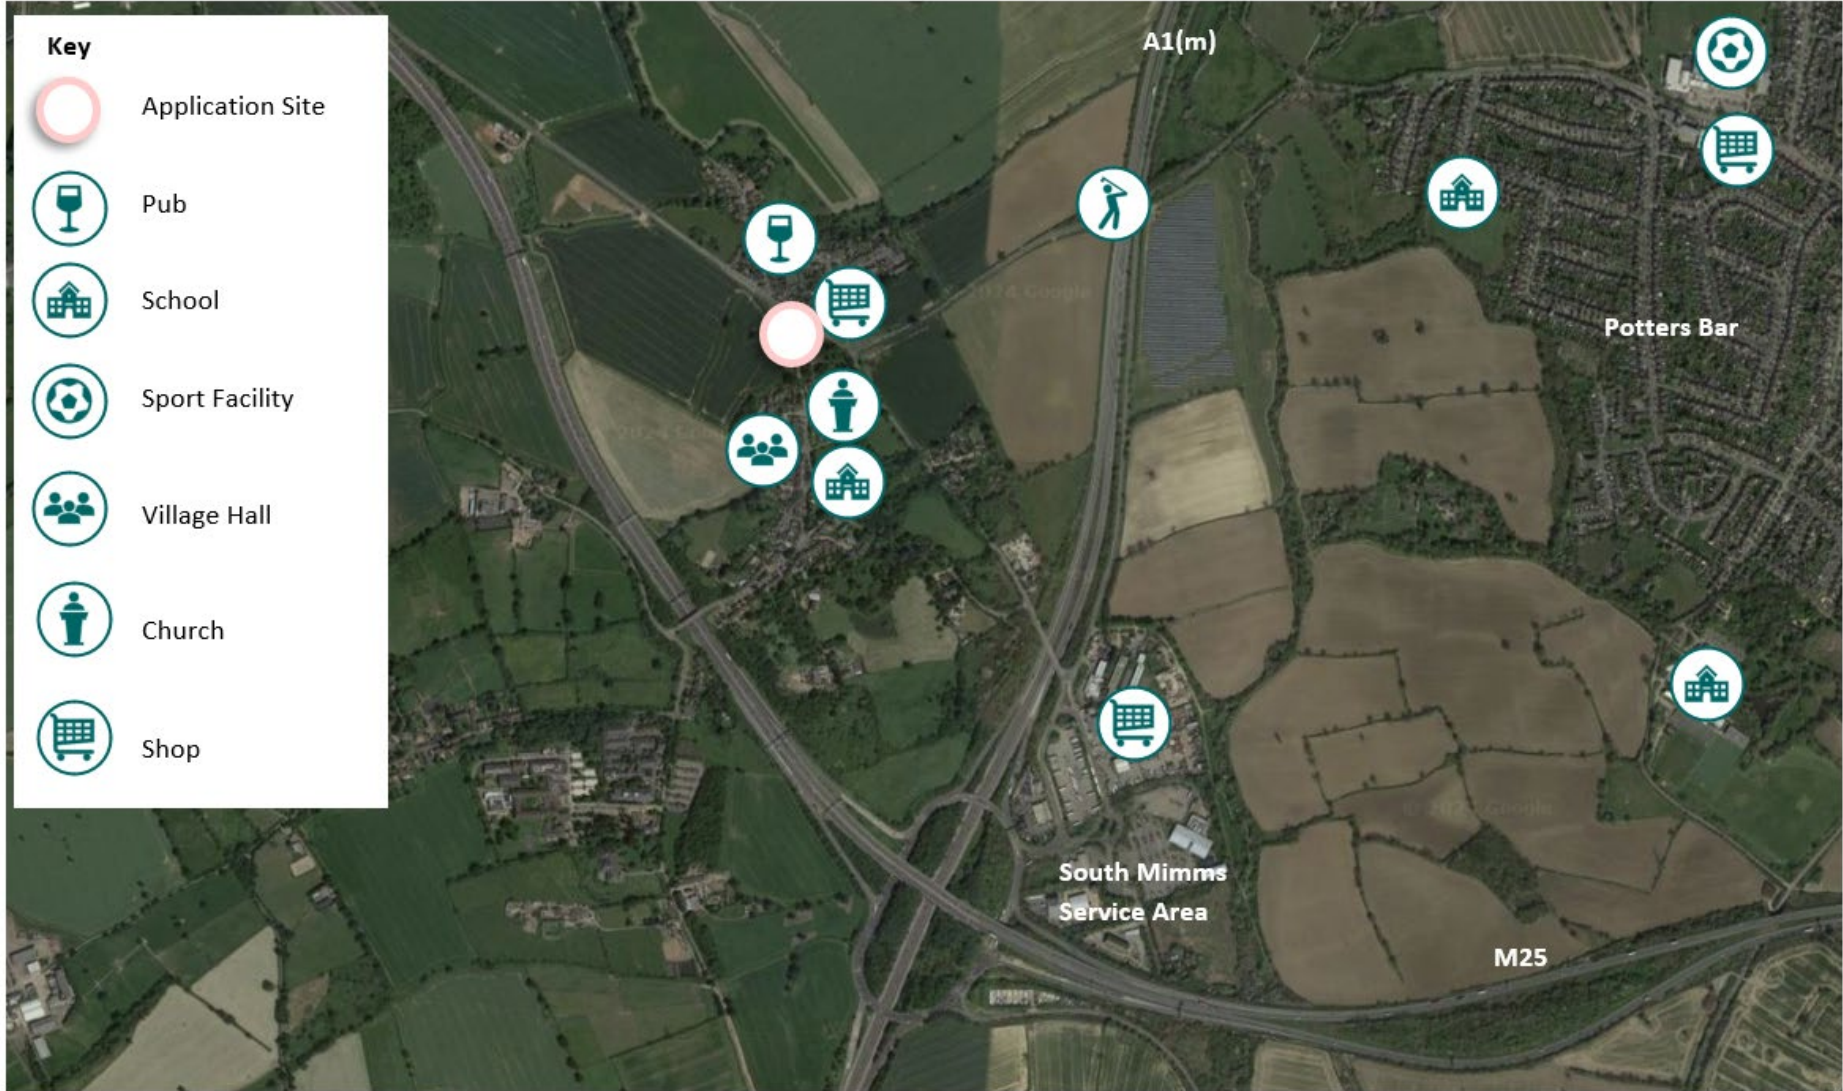 Key
Application Site
Pub
School
Sport Facility
Village Hall
Church
Shop
A1(m)
Potters Bar
South Mimms
Service Area
M25